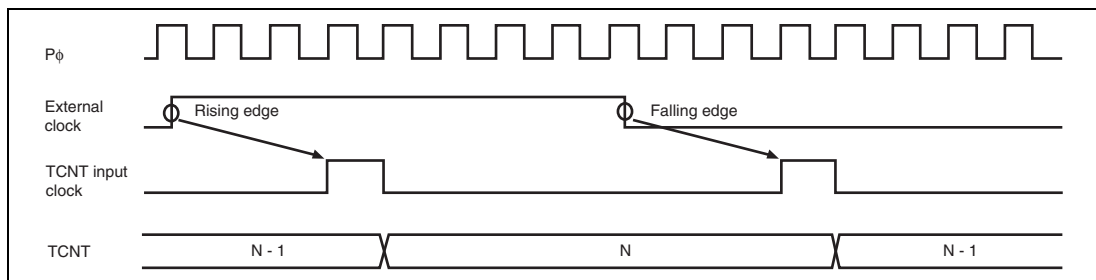 Pϕ
External
clock
Rising edge
Falling edge
TCNT input
clock
TCNT
N - 1
N
N - 1